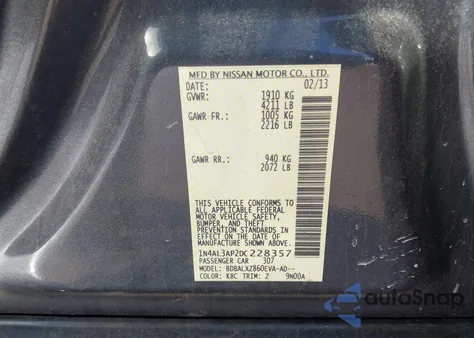 MFD BY NISSAN MOTOR CO., LTD.
DATE: 02/13
GVWR: 1910 KG
4211 LB
GAWR FR.: 1005 KG
2216 LB
GAWR RR.: 940 KG
2072 LB
THIS VEHICLE CONFORMS TO
ALL APPLICABLE FEDERAL
MOTOR VEHICLE SAFETY,
BUMPER, AND THEFT
PREVENTION STANDARDS IN
EFFECT ON THE DATE OF
MANUFACTURE SHOWN ABOVE.
1N4AL3AP2DC228357
PASSENGER CAR 307
MODEL: BDBALXZ860EVA-AD--
COLOR: KBC TRIM: Z 9N00A
autaSnap